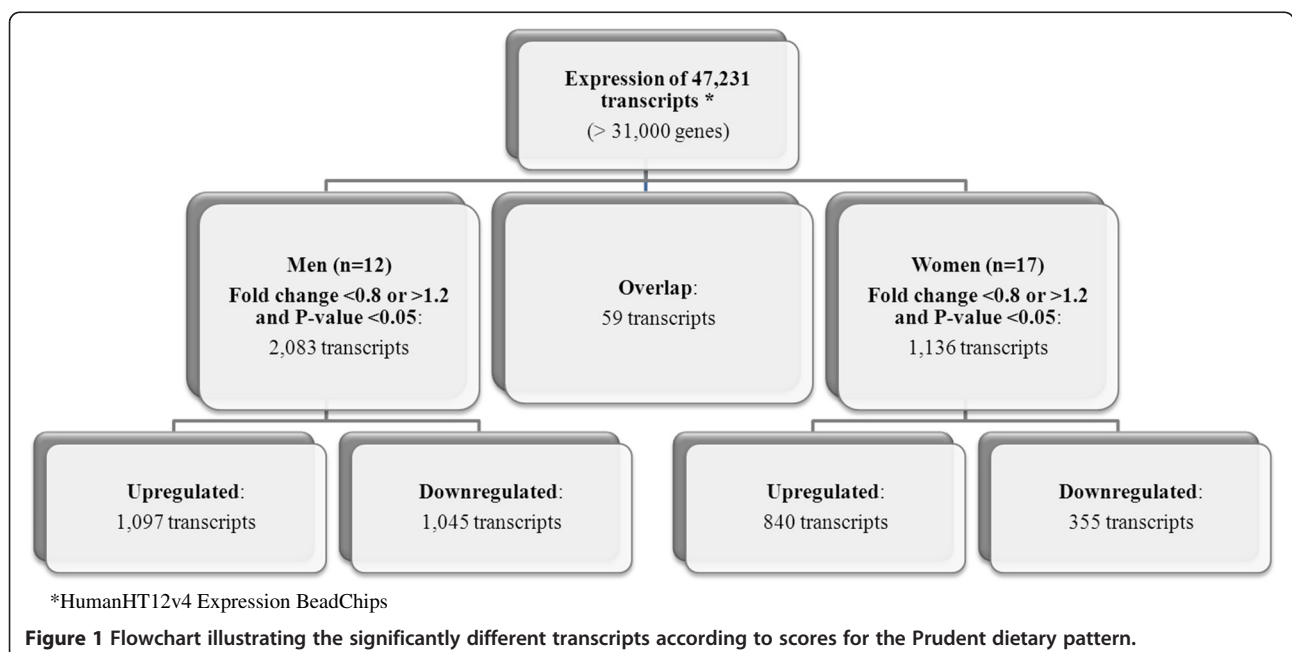 Expression of 47,231
transcripts *
(> 31,000 genes)
Men (n=12)
Fold change <0.8 or >1.2
and P-value <0.05:
2,083 transcripts
Overlap:
59 transcripts
Women (n=17)
Fold change <0.8 or >1.2
and P-value <0.05:
1,136 transcripts
Upregulated:
1,097 transcripts
Downregulated:
1,045 transcripts
Upregulated:
840 transcripts
Downregulated:
355 transcripts
*HumanHT12v4 Expression BeadChips
Figure 1 Flowchart illustrating the significantly different transcripts according to scores for the Prudent dietary pattern.